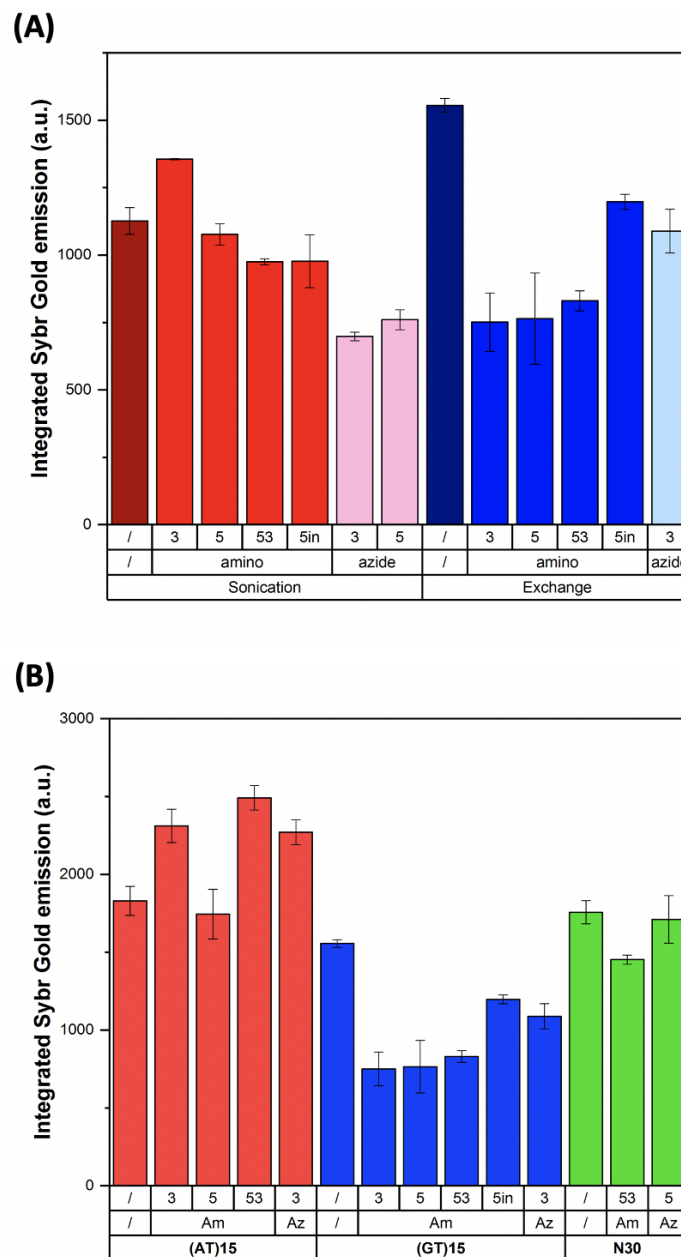 (A)
Integrated Sybr Gold emission (a.u.)
1500
1000
500
0
/ 3 5 53 5in 3 5 / 3 5 53 5in 3
/ amino azide / amino azide
Sonication Exchange
(B)
Integrated Sybr Gold emission (a.u.)
3000
2000
1000
0
/ 3 5 53 3 / 3 5 53 5in 3 / 53 5
/ Am Az / Am Az / Am Az
(AT)15 (GT)15 N30